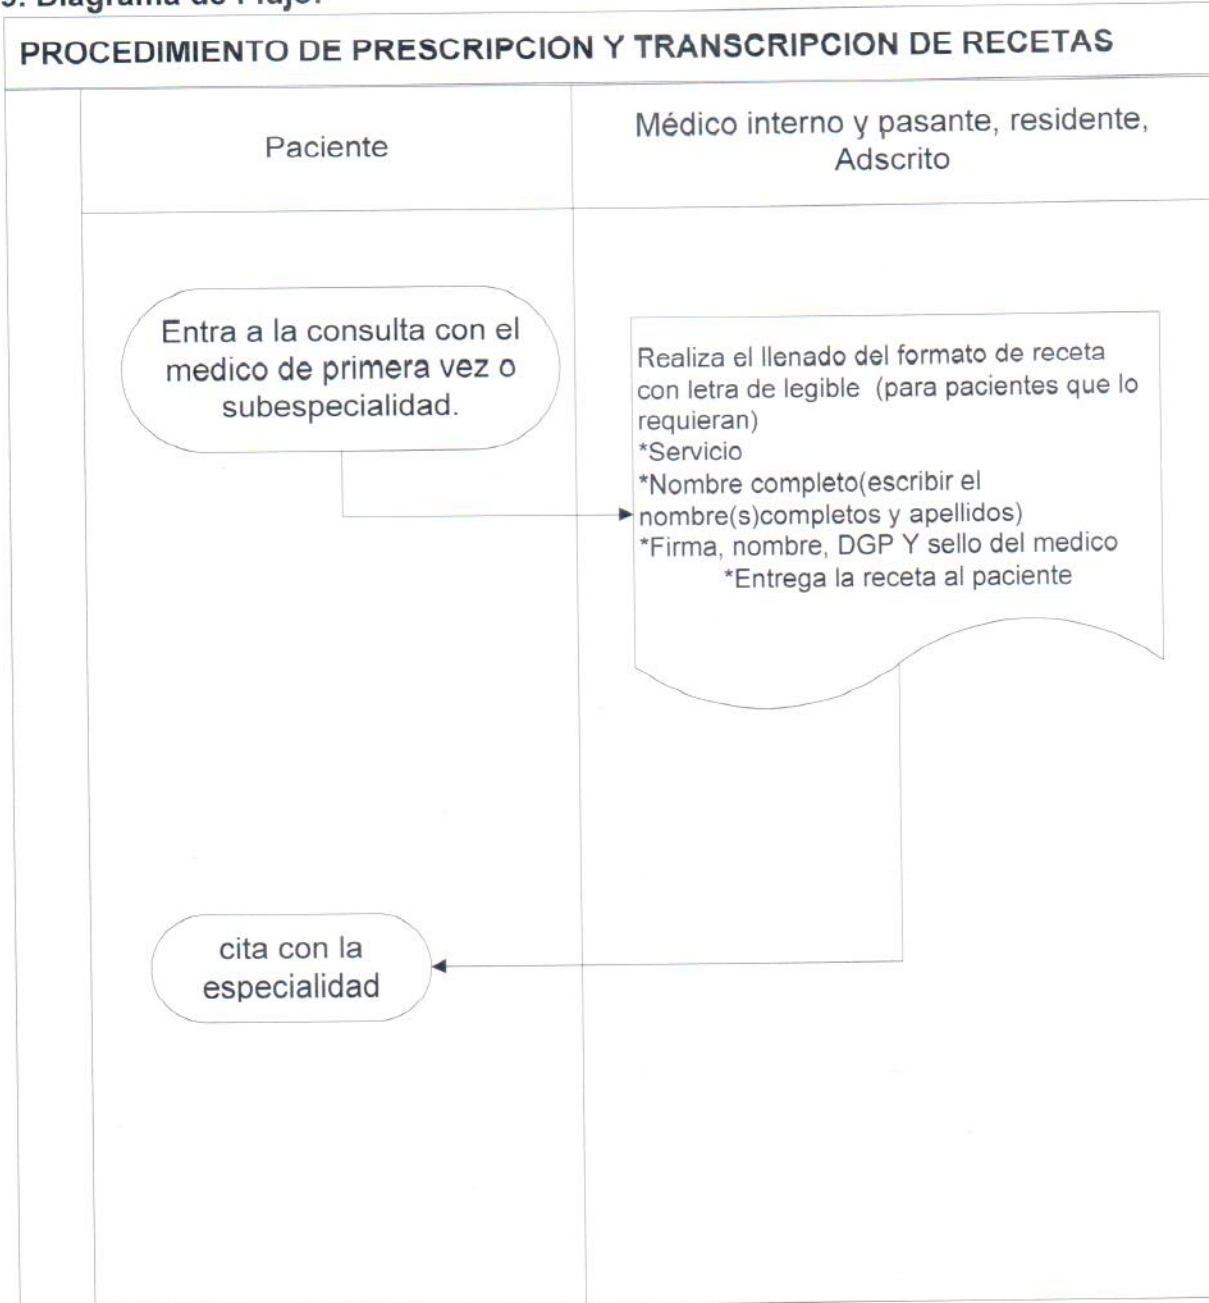 PROCEDIMIENTO DE PRESCRIPCION Y TRANSCRIPCION DE RECETAS
Paciente
Médico interno y pasante, residente,
Adscrito
Entra a la consulta con el
medico de primera vez o
subespecialidad.
Realiza el llenado del formato de receta
con letra de legible (para pacientes que lo
requieran)
*Servicio
*Nombre completo(escribir el
nombre(s)completos y apellidos)
*Firma, nombre, DGP Y sello del medico
*Entrega la receta al paciente
cita con la
especialidad